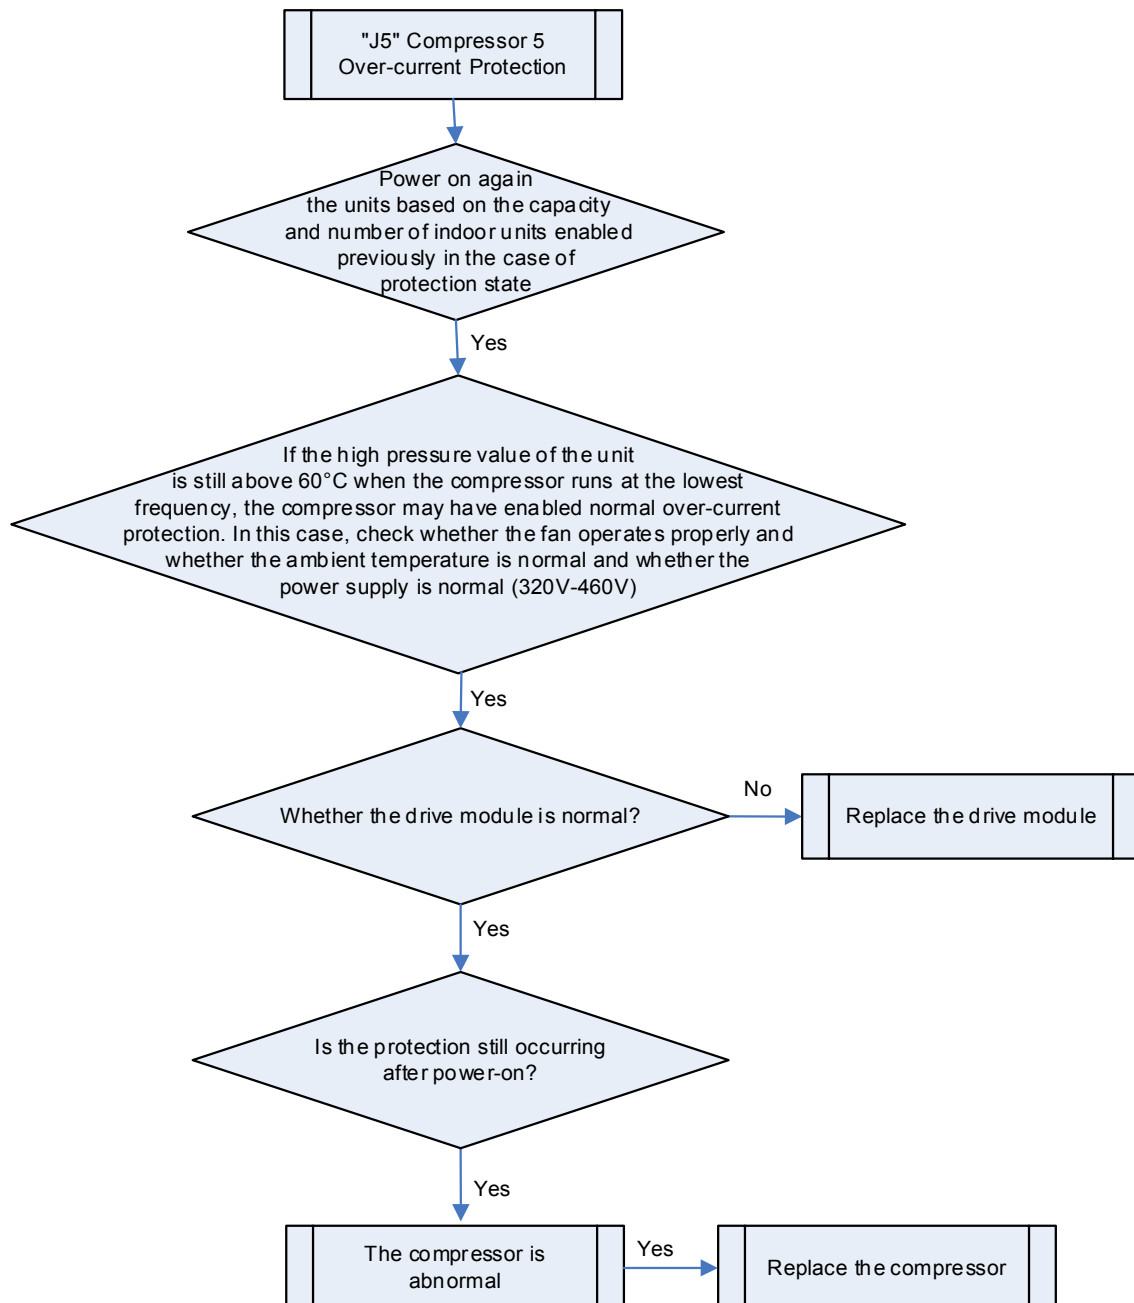 "J5" Compressor 5
Over-current Protection
Power on again
the units based on the capacity
and number of indoor units enabled
previously in the case of
protection state
Yes
If the high pressure value of the unit
is still above 60°C when the compressor runs at the lowest
frequency, the compressor may have enabled normal over-current
protection. In this case, check whether the fan operates properly and
whether the ambient temperature is normal and whether the
power supply is normal (320V-460V)
Yes
Whether the drive module is normal?
No
Replace the drive module
Yes
Is the protection still occurring
after power-on?
Yes
The compressor is
abnormal
Yes
Replace the compressor